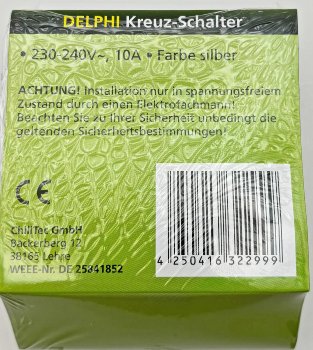 DELPHI Kreuz-Schalter
• 230-240V~, 10A • Farbe silber
ACHTUNG! Installation nur in spannungsfreiem
Zustand durch einen Elektrofachmann!
Beachten Sie zu Ihrer Sicherheit unbedingt die
geltenden Sicherheitsbestimmungen!
CE
ChiliTec GmbH
Bäckerberg 12
38165 Lehre
WEEE-Nr. DE 25841852
4 250416 322999